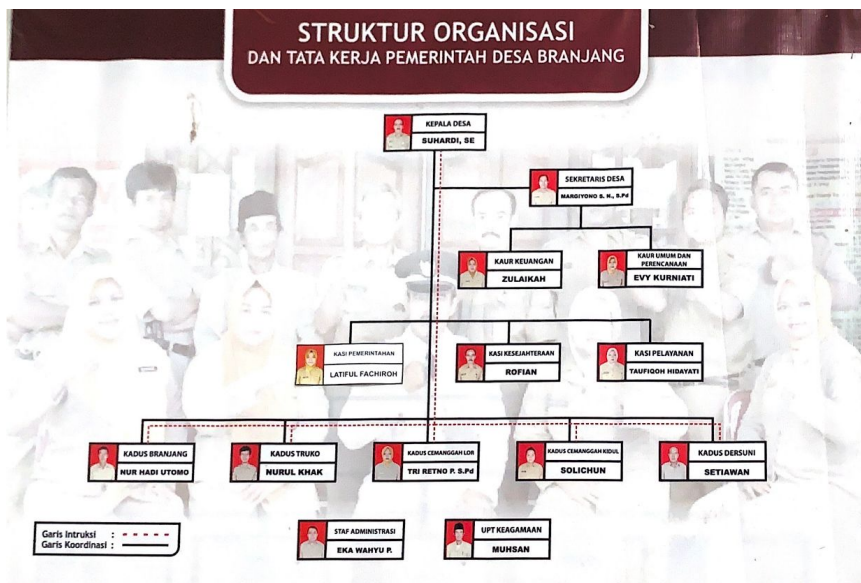 STRUKTUR ORGANISASI
DAN TATA KERJA PEMERINTAH DESA BRANJANG
KEPALA DESA
SUHARDI, SE
SEKRETARIS DESA
MARGIYONO S. N., S.Pd
KAUR KEUANGAN
ZULAIKAH
KAUR UMUM DAN
PERENCANAAN
EVY KURNIATI
KASI PEMERINTAHAN
LATIFUL FACHIROH
KASI KESEJAHTERAAN
ROFIAN
KASI PELAYANAN
TAUFIQOH HIDAYATI
KADUS BRANJANG
NUR HADI UTOMO
KADUS TRUKO
NURUL KHAK
KADUS CEMANGGAH LOR
TRI RETNO P. S.Pd
KADUS CEMANGGAH KIDUL
SOLICHUN
KADUS DERSUNI
SETIAWAN
Garis Intruksi :
Garis Koordinasi :
STAF ADMINISTRASI
EKA WAHYU P.
UPT KEAGAMAAN
MUHSAN